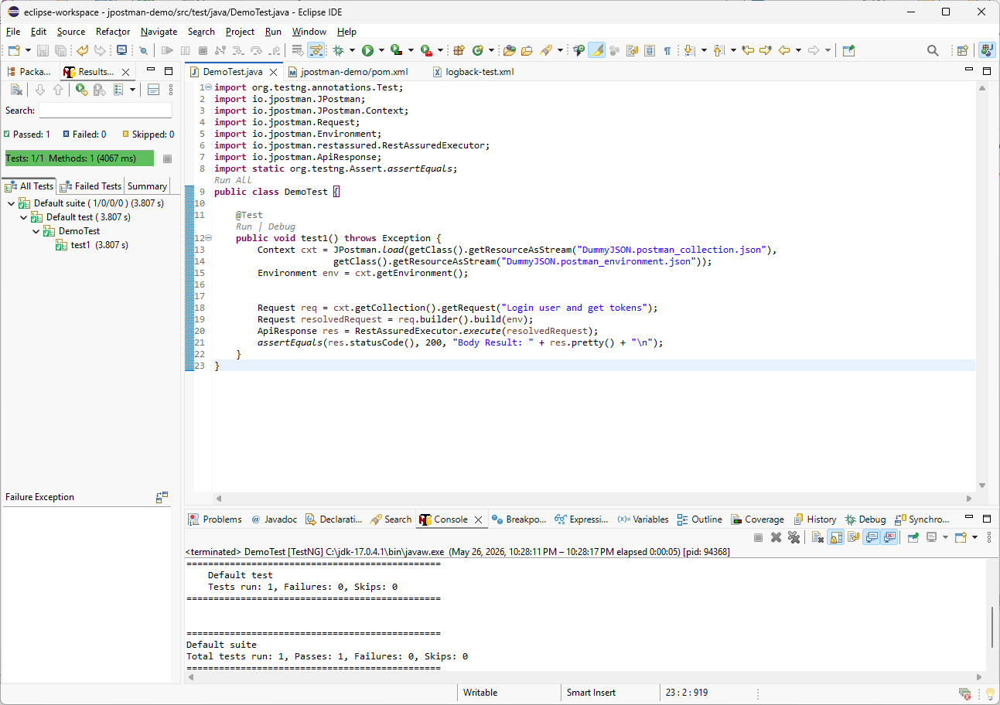 eclipse-workspace - jpostman-demo/src/test/java/DemoTest.java - Eclipse IDE
File Edit Source Refactor Navigate Search Project Run Window Help
Packa... Results...
Search:
Passed: 1 Failed: 0 Skipped: 0
Tests: 1/1 Methods: 1 (4067 ms)
All Tests Failed Tests Summary
Default suite ( 1/0/0/0 ) (3.807 s)
Default test ( 3.807 s)
DemoTest
test1 (3.807 s)
Failure Exception
DemoTest.java jpostman-demo/pom.xml logback-test.xml
1 import org.testng.annotations.Test;
2 import io.jpostman.JPostman;
3 import io.jpostman.JPostman.Context;
4 import io.jpostman.Request;
5 import io.jpostman.Environment;
6 import io.jpostman.restassured.RestAssuredExecutor;
7 import io.jpostman.ApiResponse;
8 import static org.testng.Assert.assertEquals;
Run All
9 public class DemoTest {
10
11 @Test
Run | Debug
12 public void test1() throws Exception {
13 Context cxt = JPostman.load(getClass().getResourceAsStream("DummyJSON.postman_collection.json"),
14 getClass().getResourceAsStream("DummyJSON.postman_environment.json"));
15 Environment env = cxt.getEnvironment();
16
17
18 Request req = cxt.getCollection().getRequest("Login user and get tokens");
19 Request resolvedRequest = req.builder().build(env);
20 ApiResponse res = RestAssuredExecutor.execute(resolvedRequest);
21 assertEquals(res.statusCode(), 200, "Body Result: " + res.pretty() + "\n");
22 }
23 }
Problems Javadoc Declarati... Search Console Breakpo... Expressi... Variables Outline Coverage History Debug Synchro...
<terminated> DemoTest [TestNG] C:\jdk-17.0.4.1\bin\javaw.exe (May 26, 2026, 10:28:11 PM – 10:28:17 PM elapsed 0:00:05) [pid: 94368]
===============================================
Default test
Tests run: 1, Failures: 0, Skips: 0
===============================================
===============================================
Default suite
Total tests run: 1, Passes: 1, Failures: 0, Skips: 0
===============================================
Writable Smart Insert 23 : 2 : 919